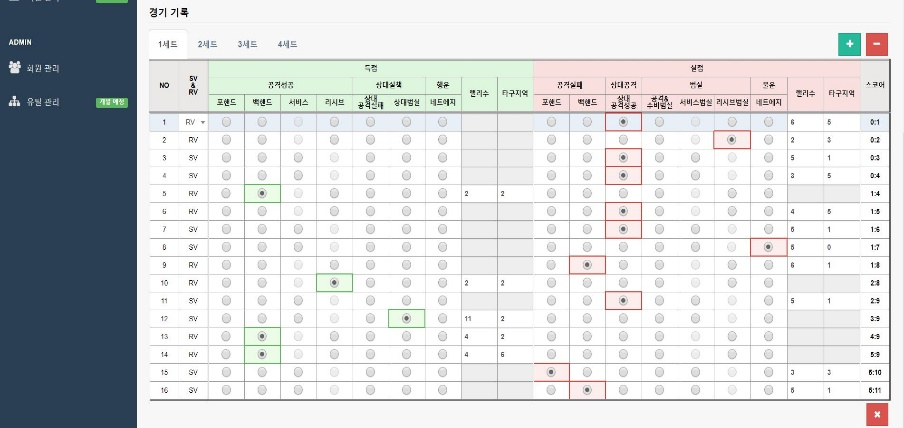 경기 기록
ADMIN
회원 관리
유빌 관리 개발 예정
1세트 2세트 3세트 4세트
득점 실점
NO SV & RV 공격성공 상대실책 행운 랠리수 타구지역 공격실패 상대공격 범실 불운 랠리수 타구지역 스코어
포핸드 백핸드 서비스 리시브 상대 공격실패 상대범실 네트에지 포핸드 백핸드 상대 공격성공 공격& 수비범실 서비스범실 리시브범실 네트에지
1 RV 6 5 0:1
2 RV 2 3 0:2
3 SV 5 1 0:3
4 SV 3 5 0:4
5 RV 2 2 1:4
6 RV 4 5 1:5
7 SV 5 1 1:6
8 SV 5 0 1:7
9 RV 6 1 1:8
10 RV 2 2 2:8
11 SV 5 1 2:9
12 SV 11 2 3:9
13 RV 4 2 4:9
14 RV 4 6 5:9
15 SV 3 3 5:10
16 SV 5 1 5:11